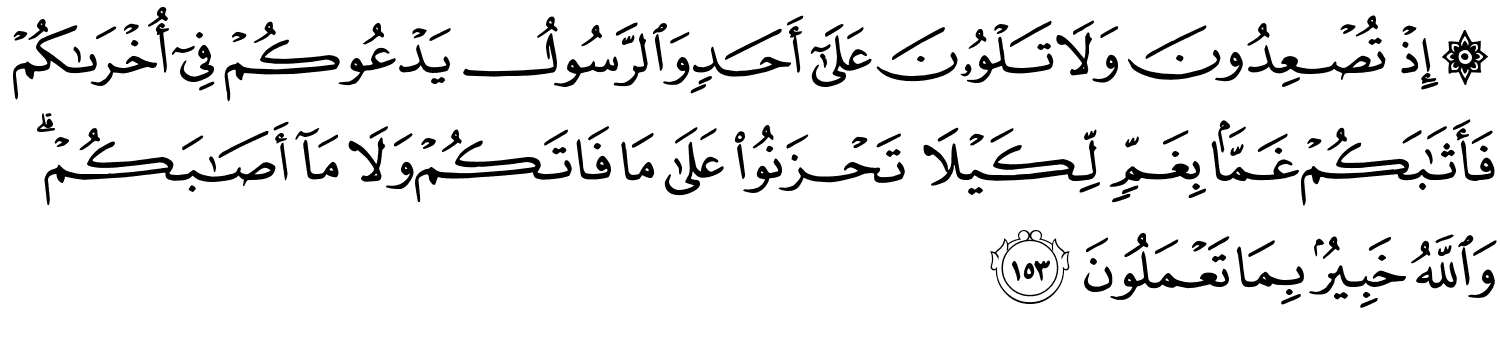 ۞ إِذْ تُصْعِدُونَ وَلَا تَلْوُۥنَ عَلَىٰٓ أَحَدٍ وَٱلرَّسُولُ يَدْعُوكُمْ فِىٓ أُخْرَىٰكُمْ
فَأَثَٰبَكُمْ غَمًّۢا بِغَمٍّ لِّكَيْلَا تَحْزَنُوا۟ عَلَىٰ مَا فَاتَكُمْ وَلَا مَآ أَصَٰبَكُمْ ۗ
وَٱللَّهُ خَبِيرٌۢ بِمَا تَعْمَلُونَ ١٥٣